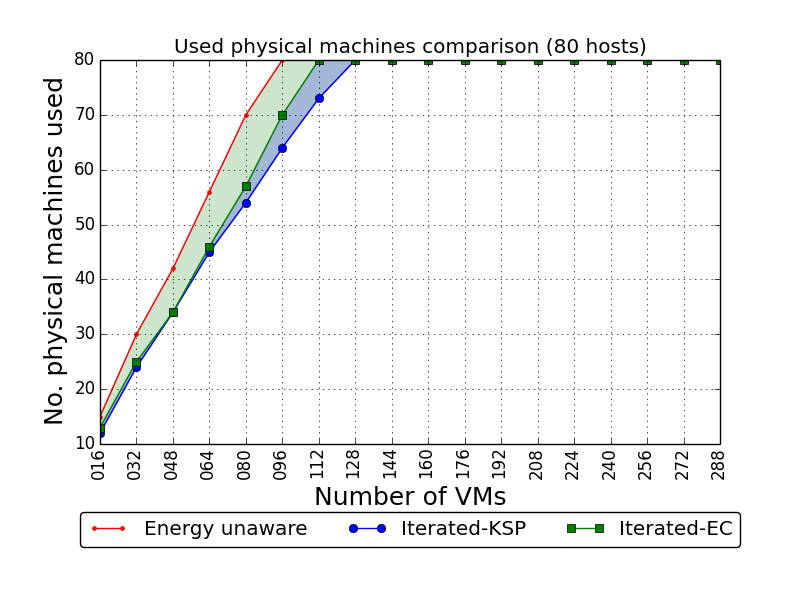 Used physical machines comparison (80 hosts)
No. physical machines used
80
70
60
50
40
30
20
10
016 032 048 064 080 096 112 128 144 160 176 192 208 224 240 256 272 288
Number of VMs
Energy unaware Iterated-KSP Iterated-EC